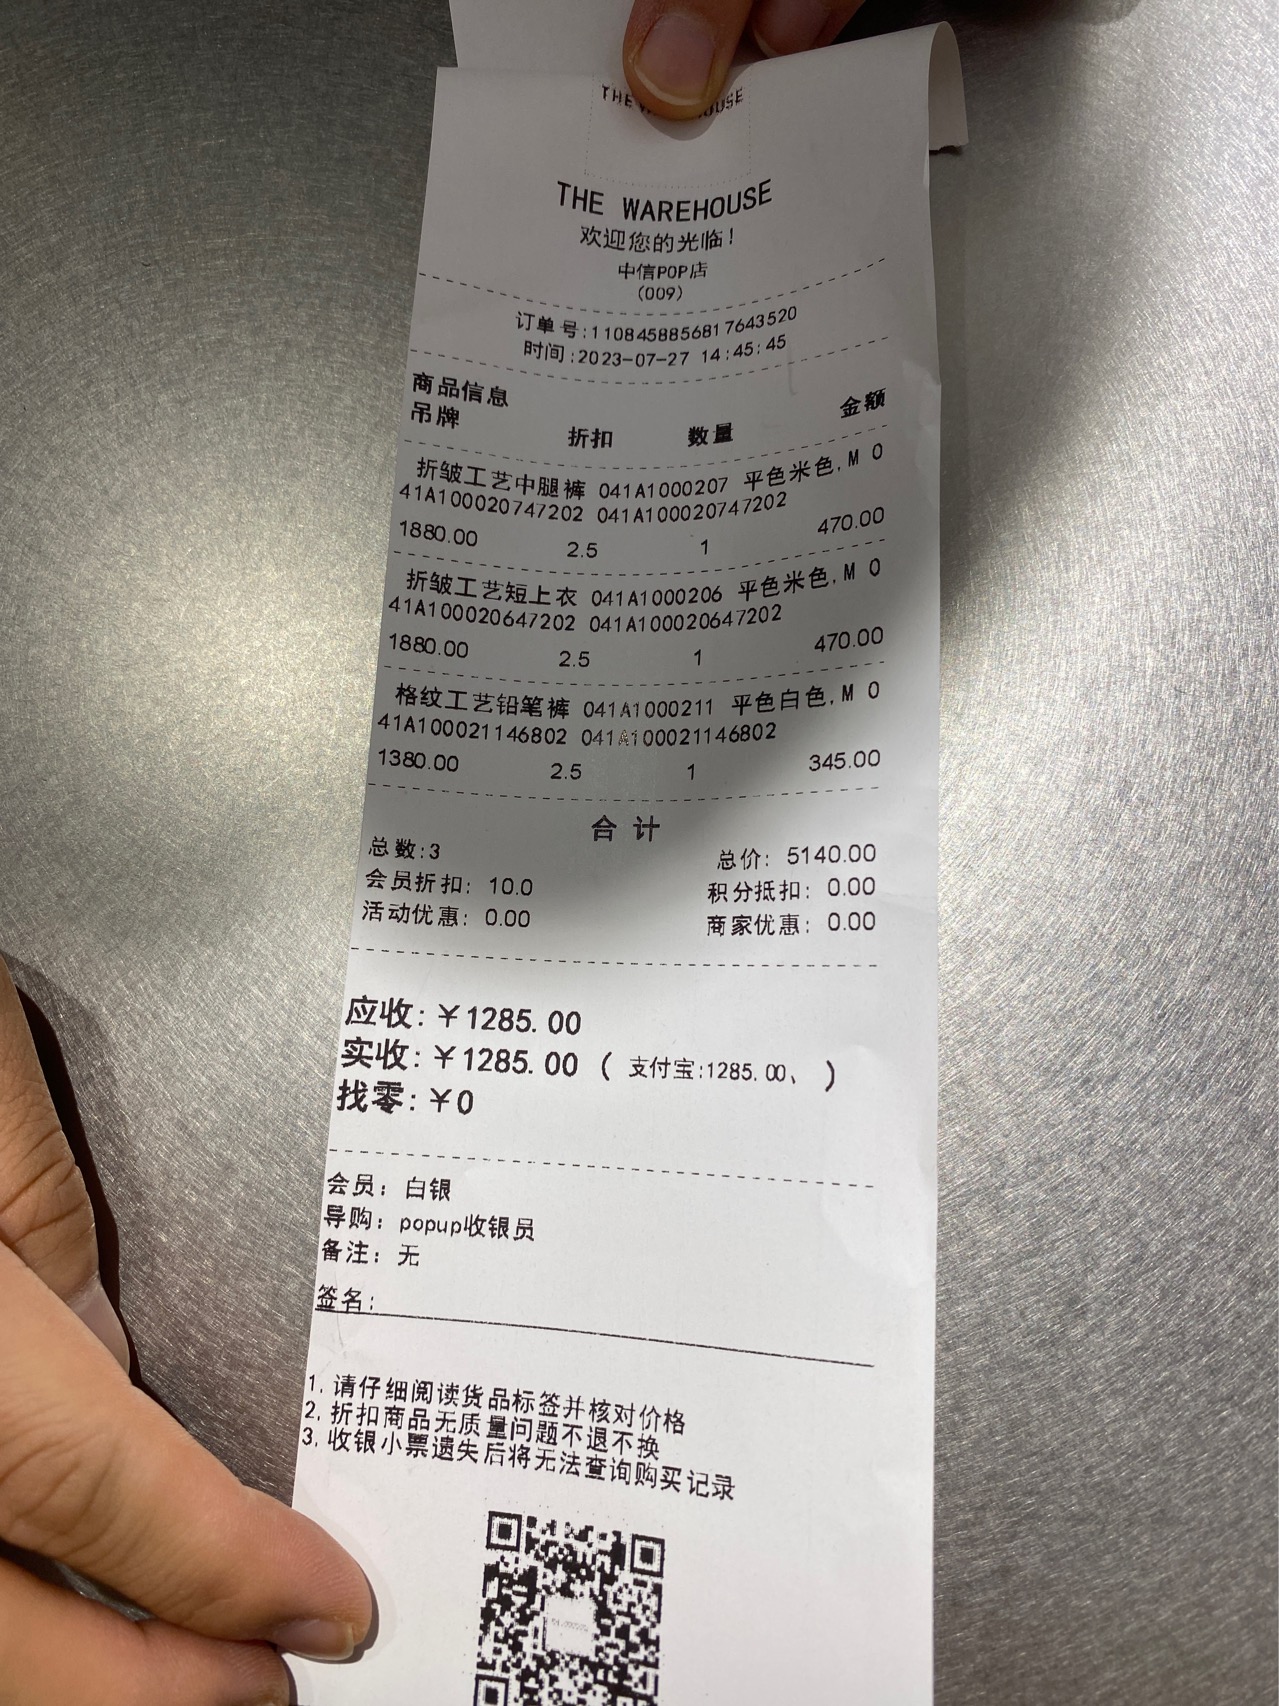 THE WAREHOUSE
欢迎您的光临!
中信POP店
(009)
订单号:1108458856817643520
时间:2023-07-27 14:45:45
商品信息
吊牌 折扣 数量 金额
折皱工艺中腿裤 041A1000207 平色米色,M 0
41A100020747202 041A100020747202
1880.00 2.5 1 470.00
折皱工艺短上衣 041A1000206 平色米色,M 0
41A100020647202 041A100020647202
1880.00 2.5 1 470.00
格纹工艺铅笔裤 041A1000211 平色白色,M 0
41A100021146802 041A100021146802
1380.00 2.5 1 345.00
合 计
总数:3 总价: 5140.00
会员折扣: 10.0 积分抵扣: 0.00
活动优惠: 0.00 商家优惠: 0.00
应收:￥1285.00
实收:￥1285.00 ( 支付宝:1285.00、 )
找零:￥0
会员: 白银
导购: popup收银员
备注: 无
签名:
1. 请仔细阅读货品标签并核对价格
2. 折扣商品无质量问题不退不换
3. 收银小票遗失后将无法查询购买记录